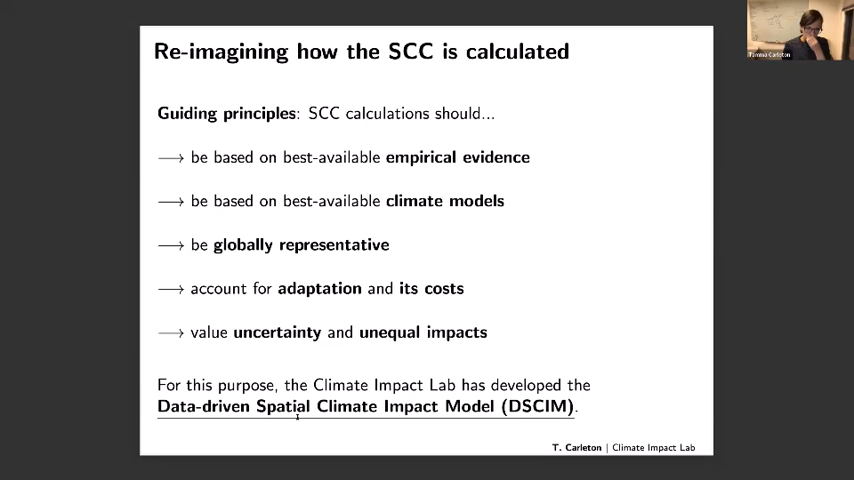 Re-imagining how the SCC is calculated
Guiding principles: SCC calculations should...
⟶ be based on best-available empirical evidence
⟶ be based on best-available climate models
⟶ be globally representative
⟶ account for adaptation and its costs
⟶ value uncertainty and unequal impacts
For this purpose, the Climate Impact Lab has developed the
Data-driven Spatial Climate Impact Model (DSCIM).
T. Carleton | Climate Impact Lab
Tamma Carleton